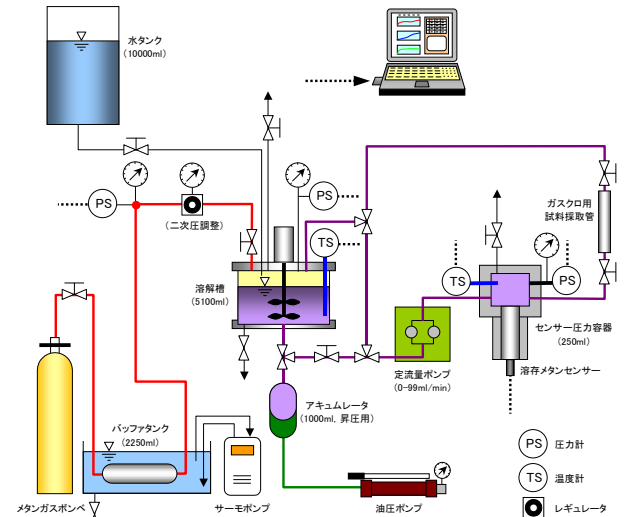 水タンク
(10000ml)
PS
(二次圧調整)
PS
TS
溶解槽
(5100ml)
ガスクロ用
試料採取管
TS
PS
センサー圧力容器
(250ml)
溶存メタンセンサー
定流量ポンプ
(0-99ml/min)
アキュムレータ
(1000ml, 昇圧用)
バッファタンク
(2250ml)
メタンガスボンベ
サーモポンプ
油圧ポンプ
PS 圧力計
TS 温度計
レギュレータ